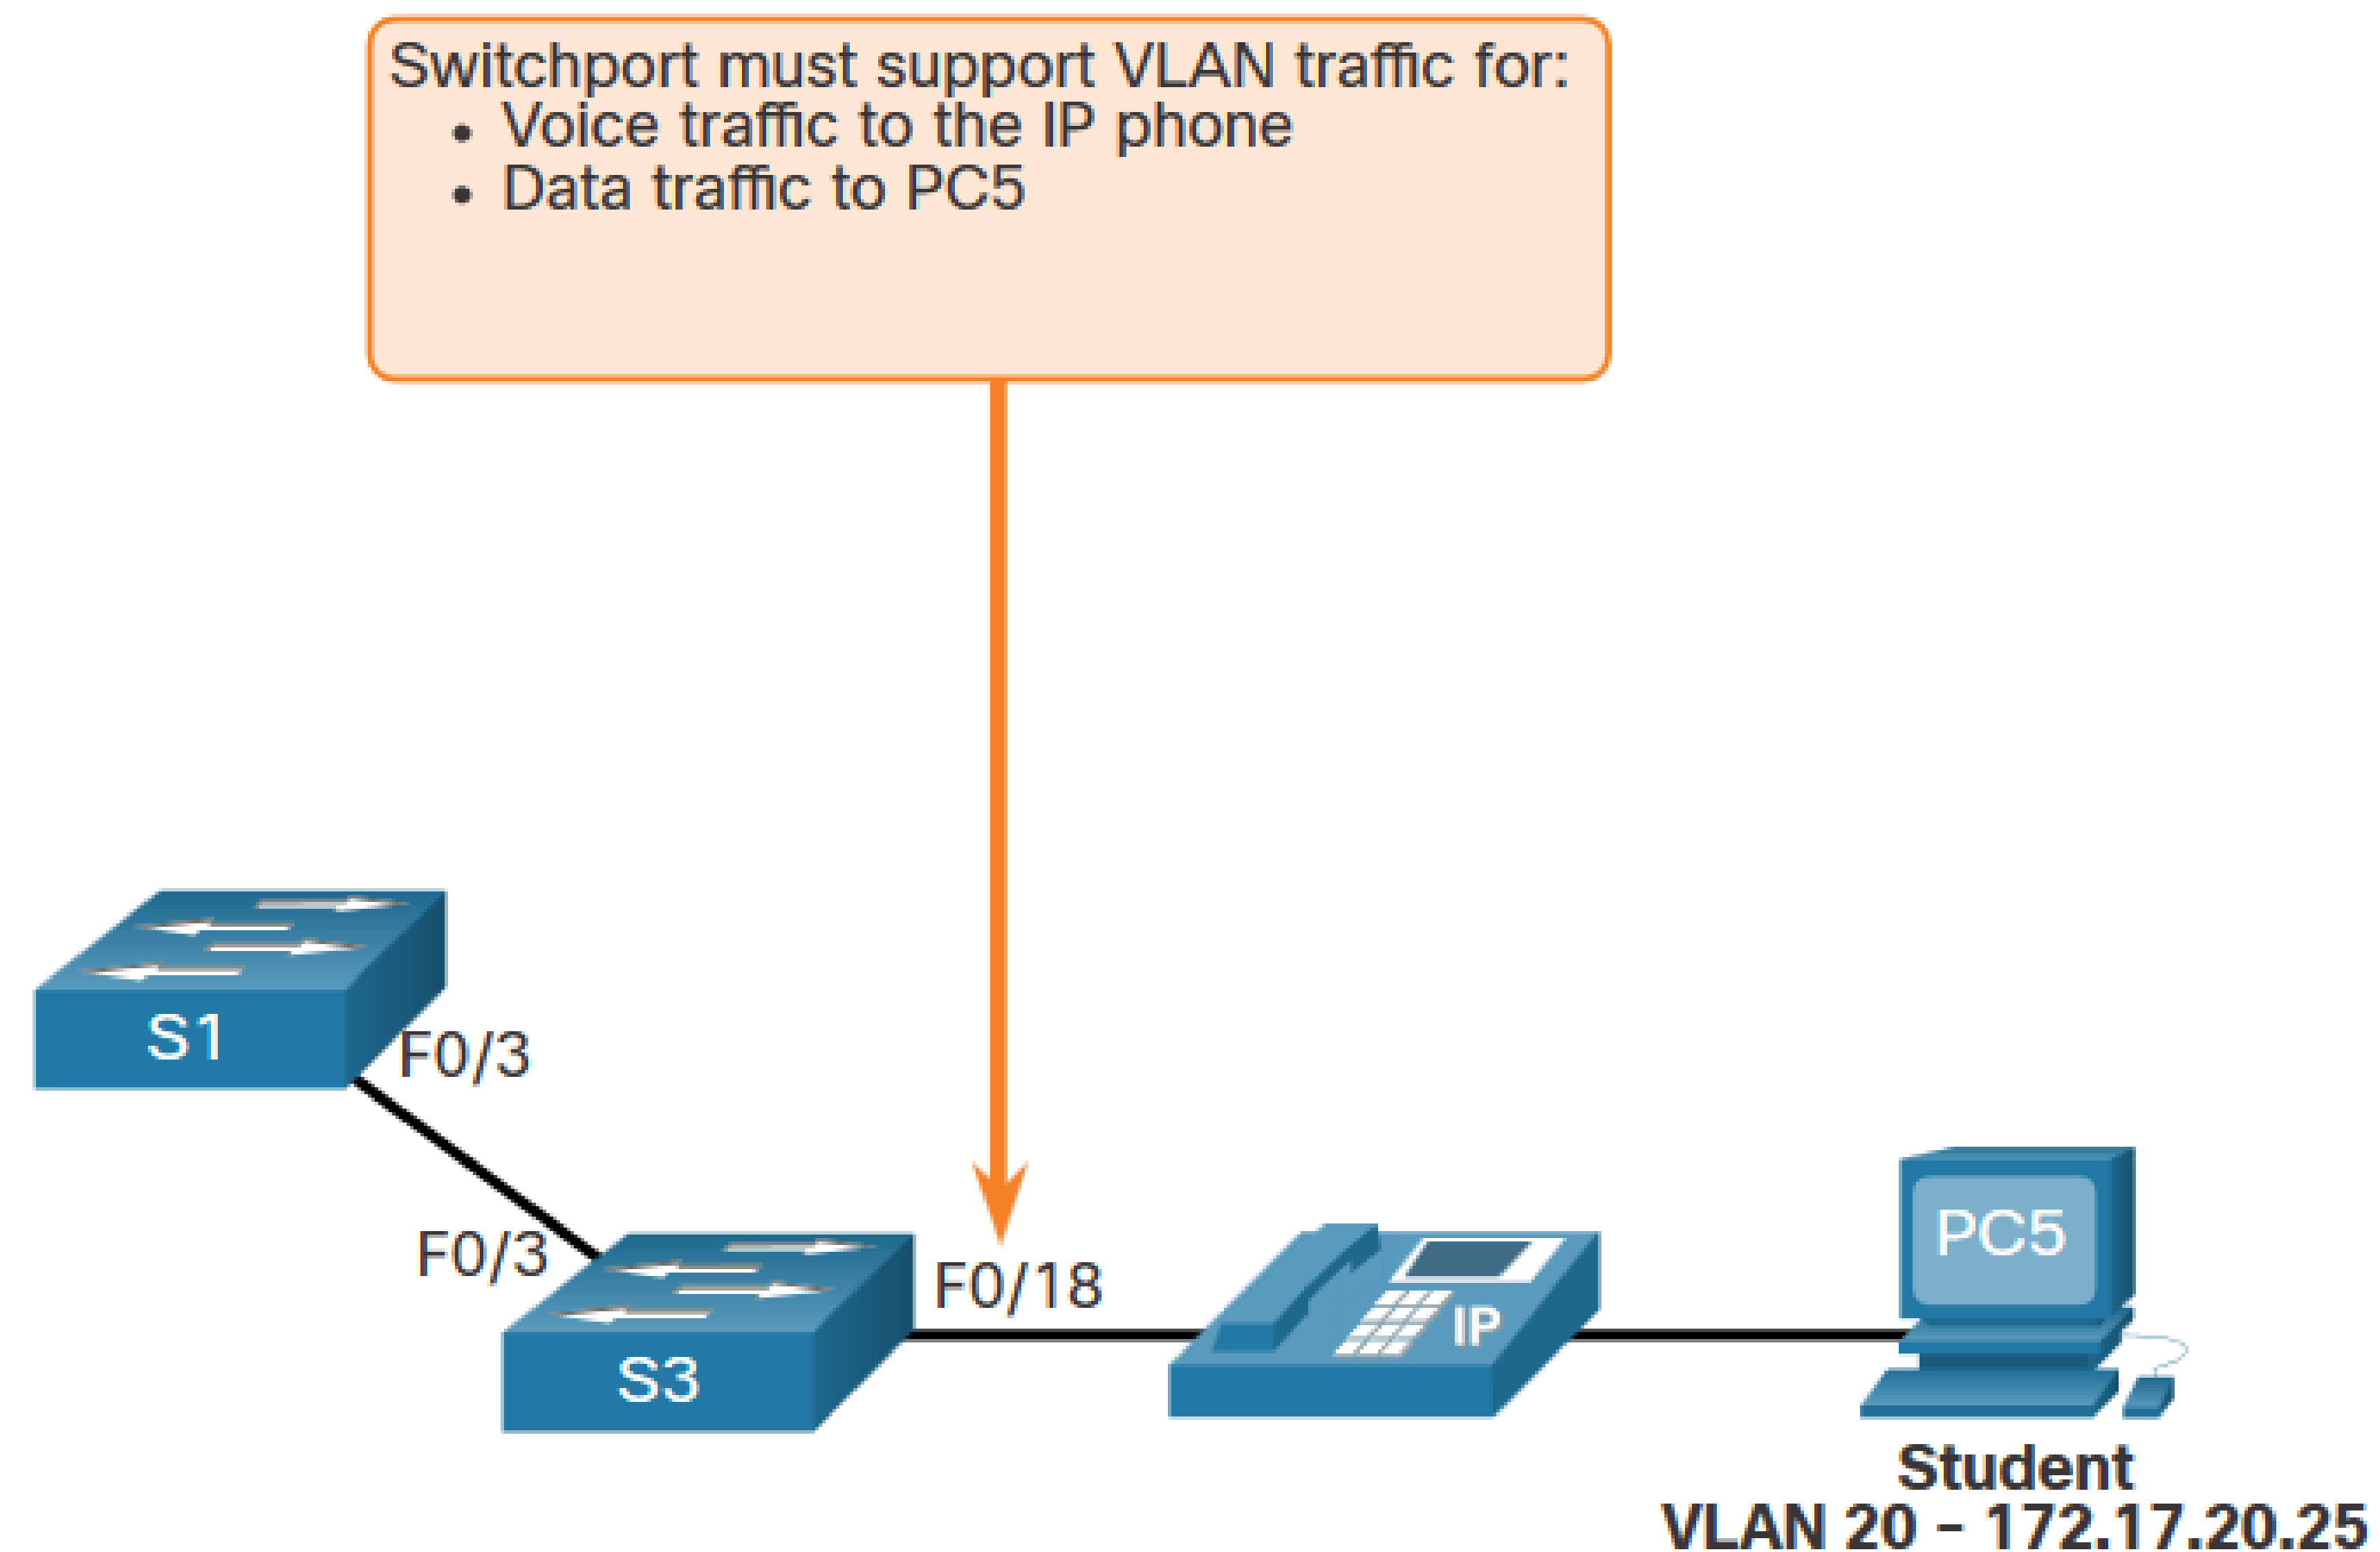 Switchport must support VLAN traffic for:
• Voice traffic to the IP phone
• Data traffic to PC5
S1
F0/3
F0/3
S3
F0/18
IP
PC5
Student
VLAN 20 – 172.17.20.25